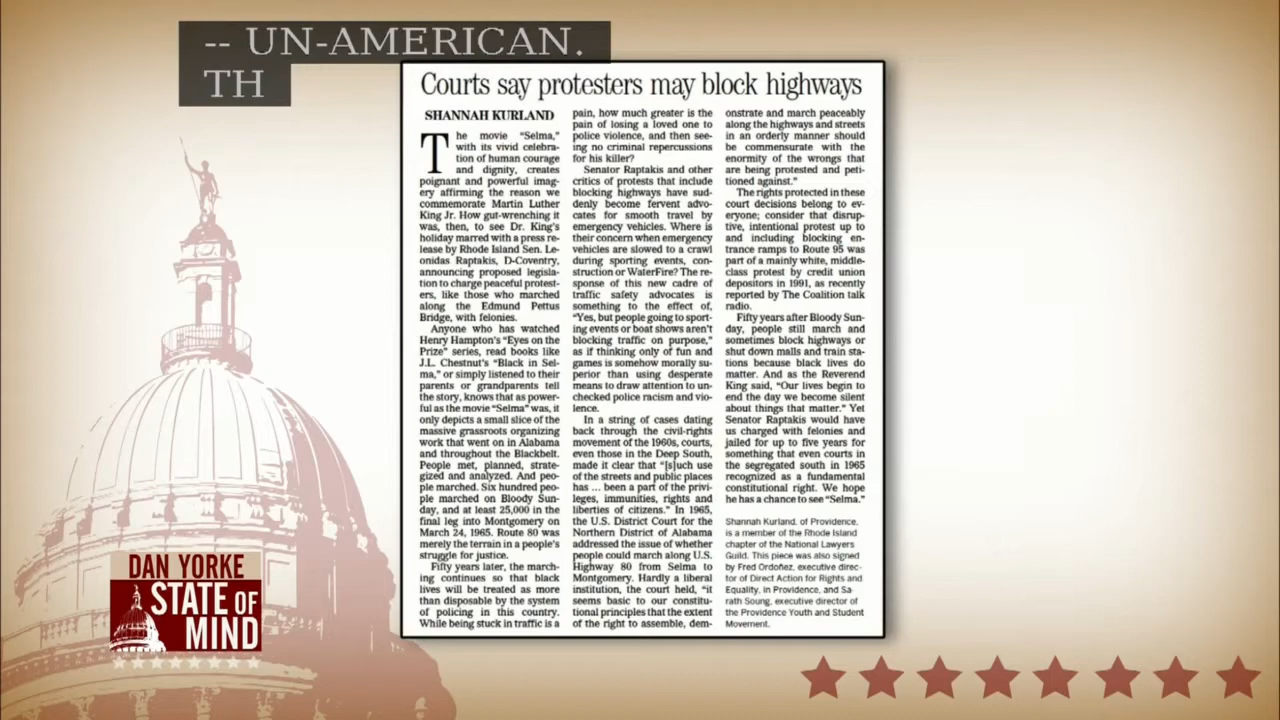 -- UN-AMERICAN.
TH
Courts say protesters may block highways
SHANNAH KURLAND
The movie “Selma,”
with its vivid celebra-
tion of human courage
and dignity, creates
poignant and powerful imag-
ery affirming the reason we
commemorate Martin Luther
King Jr. How gut-wrenching it
was, then, to see Dr. King's
holiday marred with a press re-
lease by Rhode Island Sen. Le-
onidas Raptakis, D-Coventry,
announcing proposed legisla-
tion to charge peaceful protest-
ers, like those who marched
along the Edmund Pettus
Bridge, with felonies.
Anyone who has watched
Henry Hampton's “Eyes on the
Prize” series, read books like
J.L. Chestnut's “Black in Sel-
ma,” or simply listened to their
parents or grandparents tell
the story, knows that as power-
ful as the movie “Selma” was, it
only depicts a small slice of the
massive grassroots organizing
work that went on in Alabama
and throughout the Blackbelt.
People met, planned, strate-
gized and analyzed. And peo-
ple marched. Six hundred peo-
ple marched on Bloody Sun-
day, and at least 25,000 in the
final leg into Montgomery on
March 24, 1965. Route 80 was
merely the terrain in a people's
struggle for justice.
Fifty years later, the march-
ing continues so that black
lives will be treated as more
than disposable by the system
of policing in this country.
While being stuck in traffic is a
pain, how much greater is the
pain of losing a loved one to
police violence, and then see-
ing no criminal repercussions
for his killer?
Senator Raptakis and other
critics of protests that include
blocking highways have sud-
denly become fervent advo-
cates for smooth travel by
emergency vehicles. Where is
their concern when emergency
vehicles are slowed to a crawl
during sporting events, con-
struction or WaterFire? The re-
sponse of this new cadre of
traffic safety advocates is
something to the effect of,
“Yes, but people going to sport-
ing events or boat shows aren't
blocking traffic on purpose,”
as if thinking only of fun and
games is somehow morally su-
perior than using desperate
means to draw attention to un-
checked police racism and vio-
lence.
In a string of cases dating
back through the civil-rights
movement of the 1960s, courts,
even those in the Deep South,
made it clear that “[s]uch use
of the streets and public places
has ... been a part of the privi-
leges, immunities, rights and
liberties of citizens.” In 1965,
the U.S. District Court for the
Northern District of Alabama
addressed the issue of whether
people could march along U.S.
Highway 80 from Selma to
Montgomery. Hardly a liberal
institution, the court held, “it
seems basic to our constitu-
tional principles that the extent
of the right to assemble, dem-
onstrate and march peaceably
along the highways and streets
in an orderly manner should
be commensurate with the
enormity of the wrongs that
are being protested and peti-
tioned against.”
The rights protected in these
court decisions belong to ev-
eryone; consider that disrup-
tive, intentional protest up to
and including blocking en-
trance ramps to Route 95 was
part of a mainly white, middle-
class protest by credit union
depositors in 1991, as recently
reported by The Coalition talk
radio.
Fifty years after Bloody Sun-
day, people still march and
sometimes block highways or
shut down malls and train sta-
tions because black lives do
matter. And as the Reverend
King said, “Our lives begin to
end the day we become silent
about things that matter.” Yet
Senator Raptakis would have
us charged with felonies and
jailed for up to five years for
something that even courts in
the segregated south in 1965
recognized as a fundamental
constitutional right. We hope
he has a chance to see “Selma.”
Shannah Kurland, of Providence,
is a member of the Rhode Island
chapter of the National Lawyers
Guild. This piece was also signed
by Fred Ordoñez, executive direc-
tor of Direct Action for Rights and
Equality, in Providence, and Sa-
rath Soung, executive director of
the Providence Youth and Student
Movement.
DAN YORKE
STATE OF
MIND